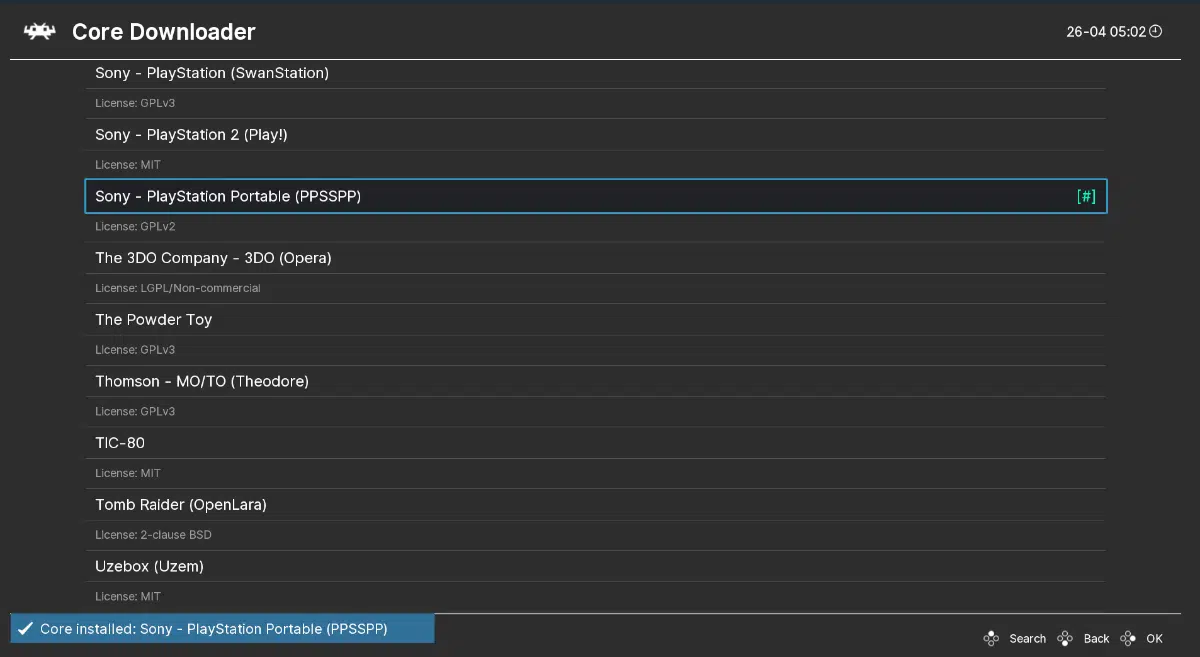 Core Downloader
26-04 05:02
Sony - PlayStation (SwanStation)
License: GPLv3
Sony - PlayStation 2 (Play!)
License: MIT
Sony - PlayStation Portable (PPSSPP) [#]
License: GPLv2
The 3DO Company - 3DO (Opera)
License: LGPL/Non-commercial
The Powder Toy
License: GPLv3
Thomson - MO/TO (Theodore)
License: GPLv3
TIC-80
License: MIT
Tomb Raider (OpenLara)
License: 2-clause BSD
Uzebox (Uzem)
License: MIT
Core installed: Sony - PlayStation Portable (PPSSPP)
Search Back OK